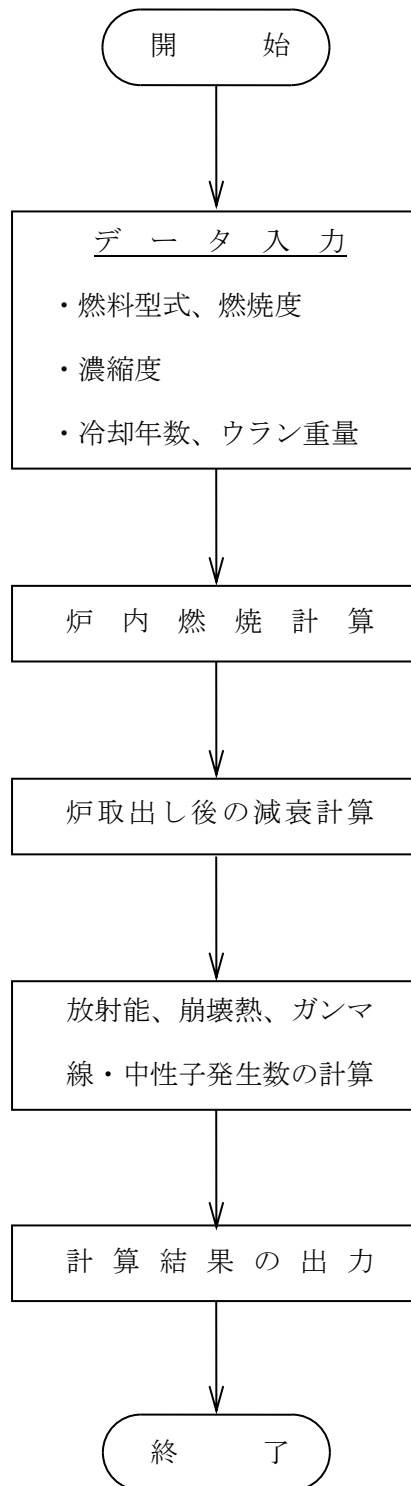 開 始
データ入力
・燃料型式、燃焼度
・濃縮度
・冷却年数、ウラン重量
炉内燃焼計算
炉取出し後の減衰計算
放射能、崩壊熱、ガンマ
線・中性子発生数の計算
計算結果の出力
終 了